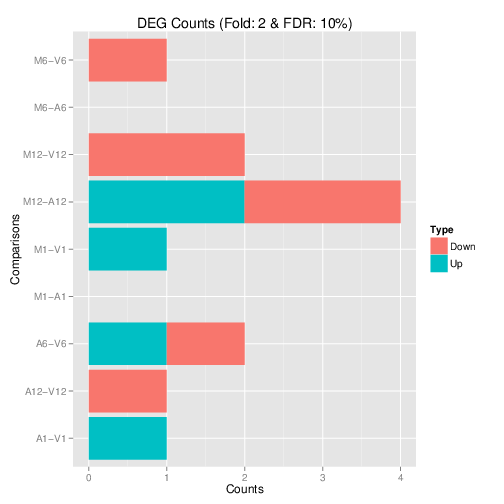 DEG Counts (Fold: 2 & FDR: 10%)
Comparisons
M6−V6
M6−A6
M12−V12
M12−A12
M1−V1
M1−A1
A6−V6
A12−V12
A1−V1
0 1 2 3 4
Counts
Type
Down
Up